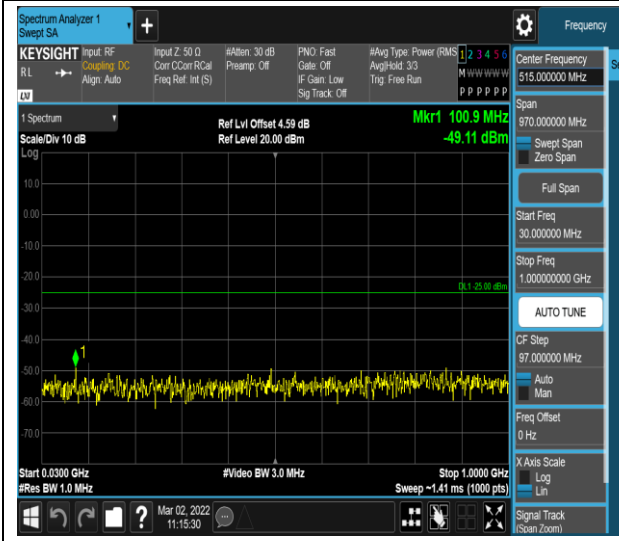 Spectrum Analyzer 1
Swept SA
+
Frequency
KEYSIGHT
RL
LXI
Input: RF
Coupling: DC
Align: Auto
Input Z: 50 Ω
Corr CCorr RCal
Freq Ref: Int (S)
#Atten: 30 dB
Preamp: Off
PNO: Fast
Gate: Off
IF Gain: Low
Sig Track: Off
#Avg Type: Power (RMS
Avg|Hold: 3/3
Trig: Free Run
1 2 3 4 5 6
M W W W W W
P P P P P P
1 Spectrum
Scale/Div 10 dB
Log
Ref Lvl Offset 4.59 dB
Ref Level 20.00 dBm
Mkr1 100.9 MHz
-49.11 dBm
10.0
0.00
-10.0
-20.0
DL1 -25.00 dBm
-30.0
-40.0
1
-50.0
-60.0
-70.0
Start 0.0300 GHz
#Video BW 3.0 MHz
Stop 1.0000 GHz
#Res BW 1.0 MHz
Sweep ~1.41 ms (1000 pts)
Mar 02, 2022
11:15:30
?
Center Frequency
515.000000 MHz
Span
970.000000 MHz
Swept Span
Zero Span
Full Span
Start Freq
30.000000 MHz
Stop Freq
1.000000000 GHz
AUTO TUNE
CF Step
97.000000 MHz
Auto
Man
Freq Offset
0 Hz
X Axis Scale
Log
Lin
Signal Track
(Span Zoom)